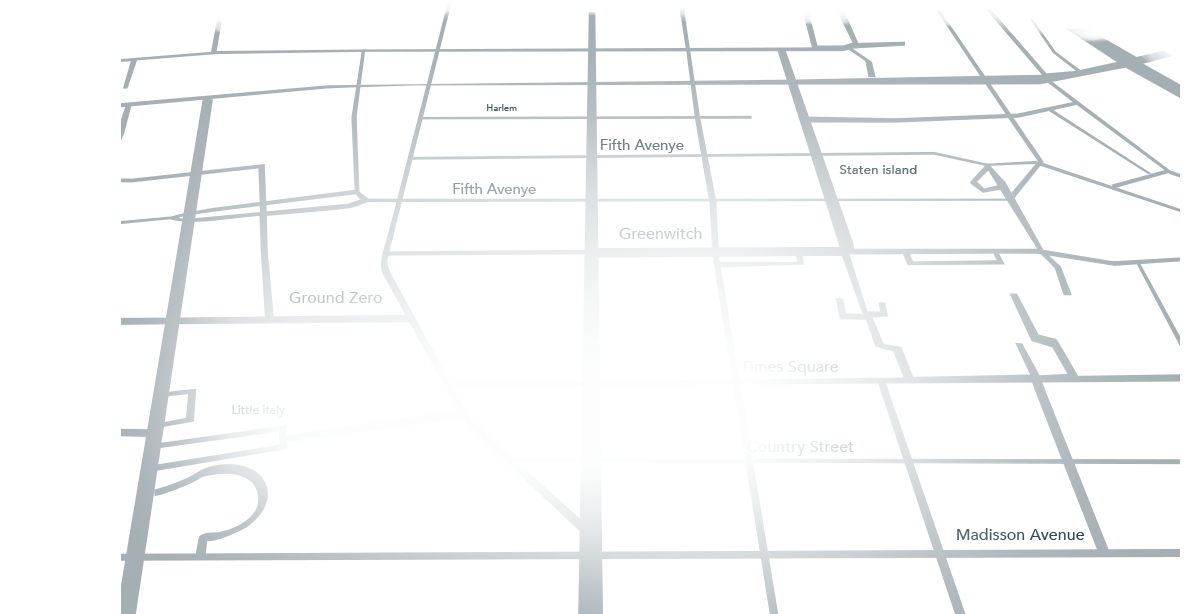 Harlem
Fifth Avenye
Staten island
Fifth Avenye
Greenwitch
Ground Zero
Times Square
Little italy
Country Street
Madisson Avenue